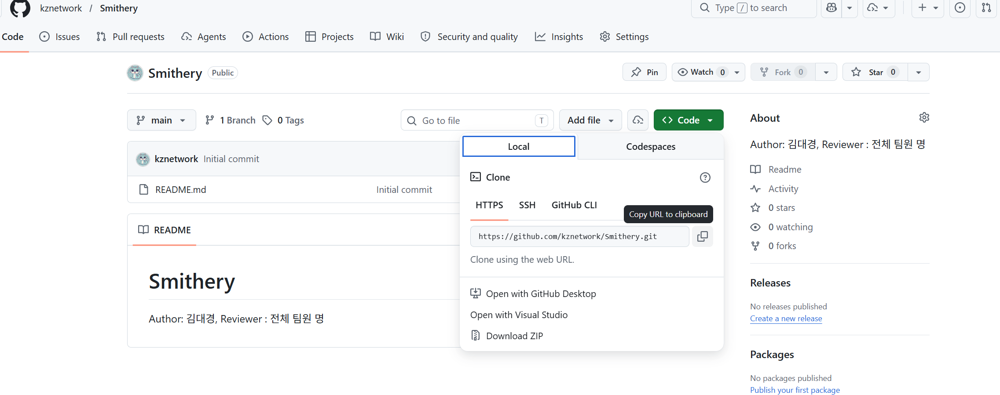 kznetwork / Smithery
Type / to search
Code Issues Pull requests Agents Actions Projects Wiki Security and quality Insights Settings
Smithery Public
Pin Watch 0 Fork 0 Star 0
main 1 Branch 0 Tags
Go to file T Add file Code
kznetwork Initial commit
README.md Initial commit
README
Smithery
Author: 김대경, Reviewer : 전체 팀원 명
Local Codespaces
Clone
HTTPS SSH GitHub CLI
Copy URL to clipboard
https://github.com/kznetwork/Smithery.git
Clone using the web URL.
Open with GitHub Desktop
Open with Visual Studio
Download ZIP
About
Author: 김대경, Reviewer : 전체 팀원 명
Readme
Activity
0 stars
0 watching
0 forks
Releases
No releases published
Create a new release
Packages
No packages published
Publish your first package